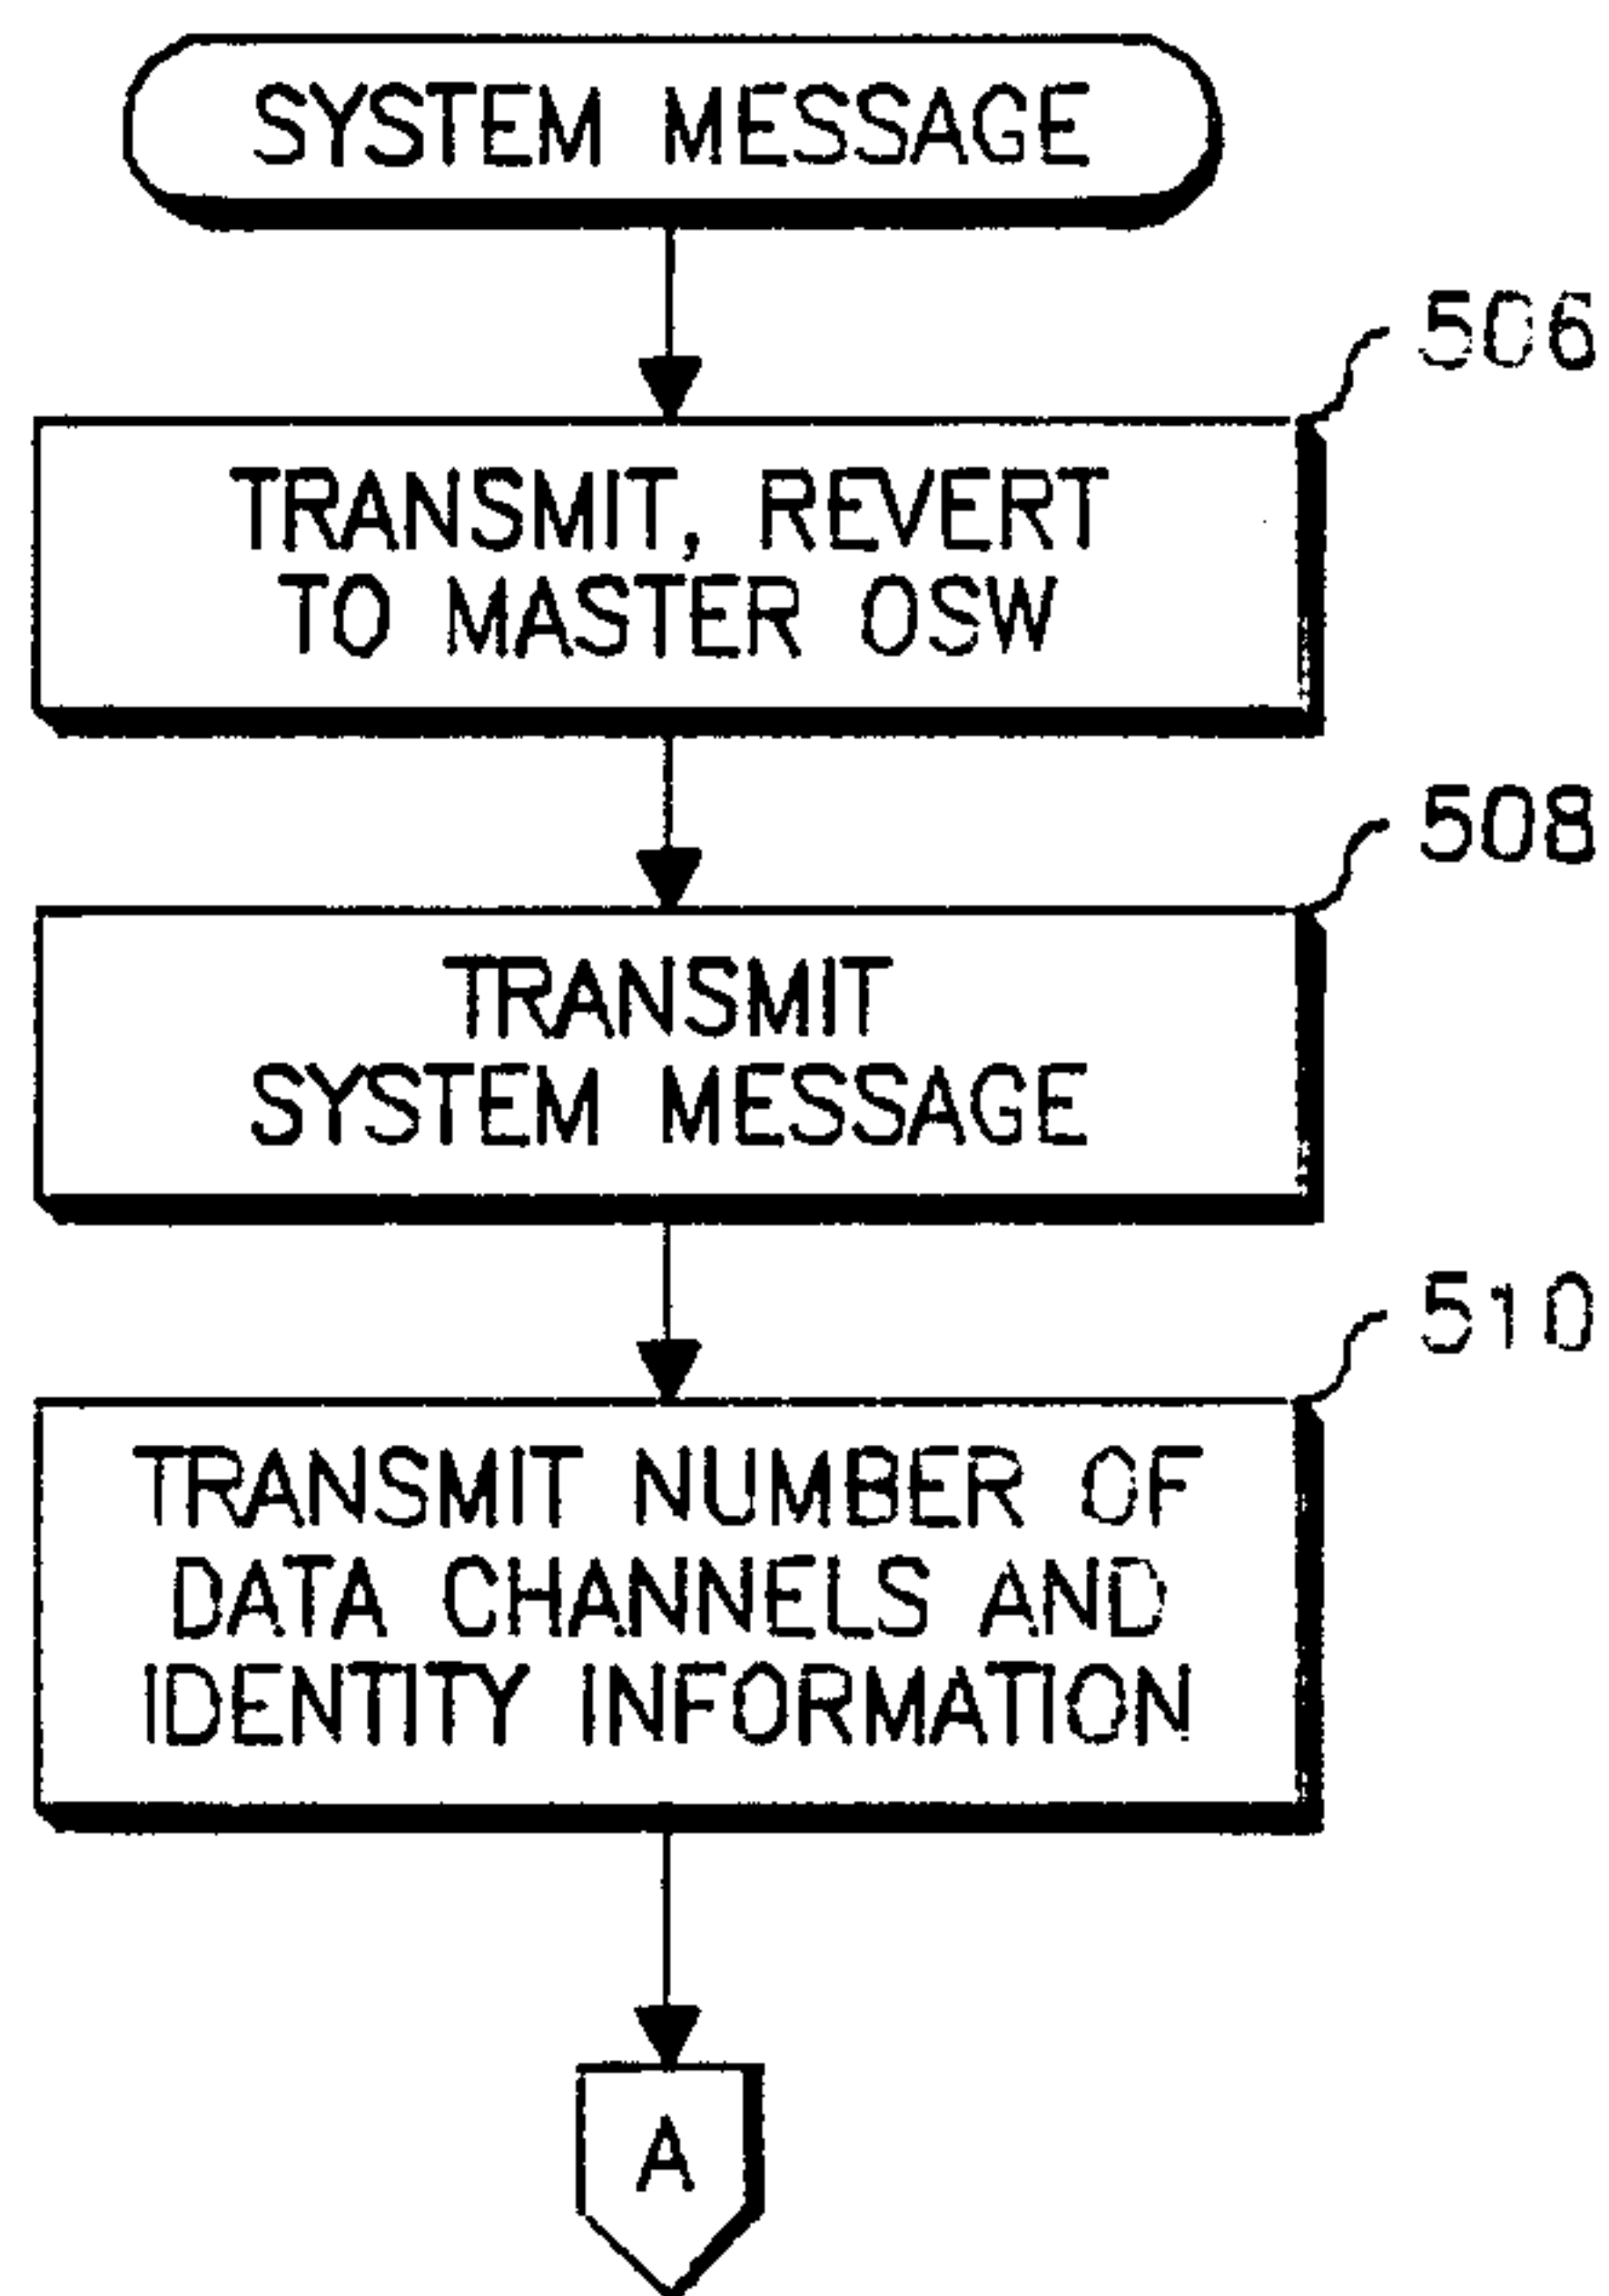 SYSTEM MESSAGE
506
TRANSMIT, REVERT
TO MASTER OSW
508
TRANSMIT
SYSTEM MESSAGE
510
TRANSMIT NUMBER OF
DATA CHANNELS AND
IDENTITY INFORMATION
A